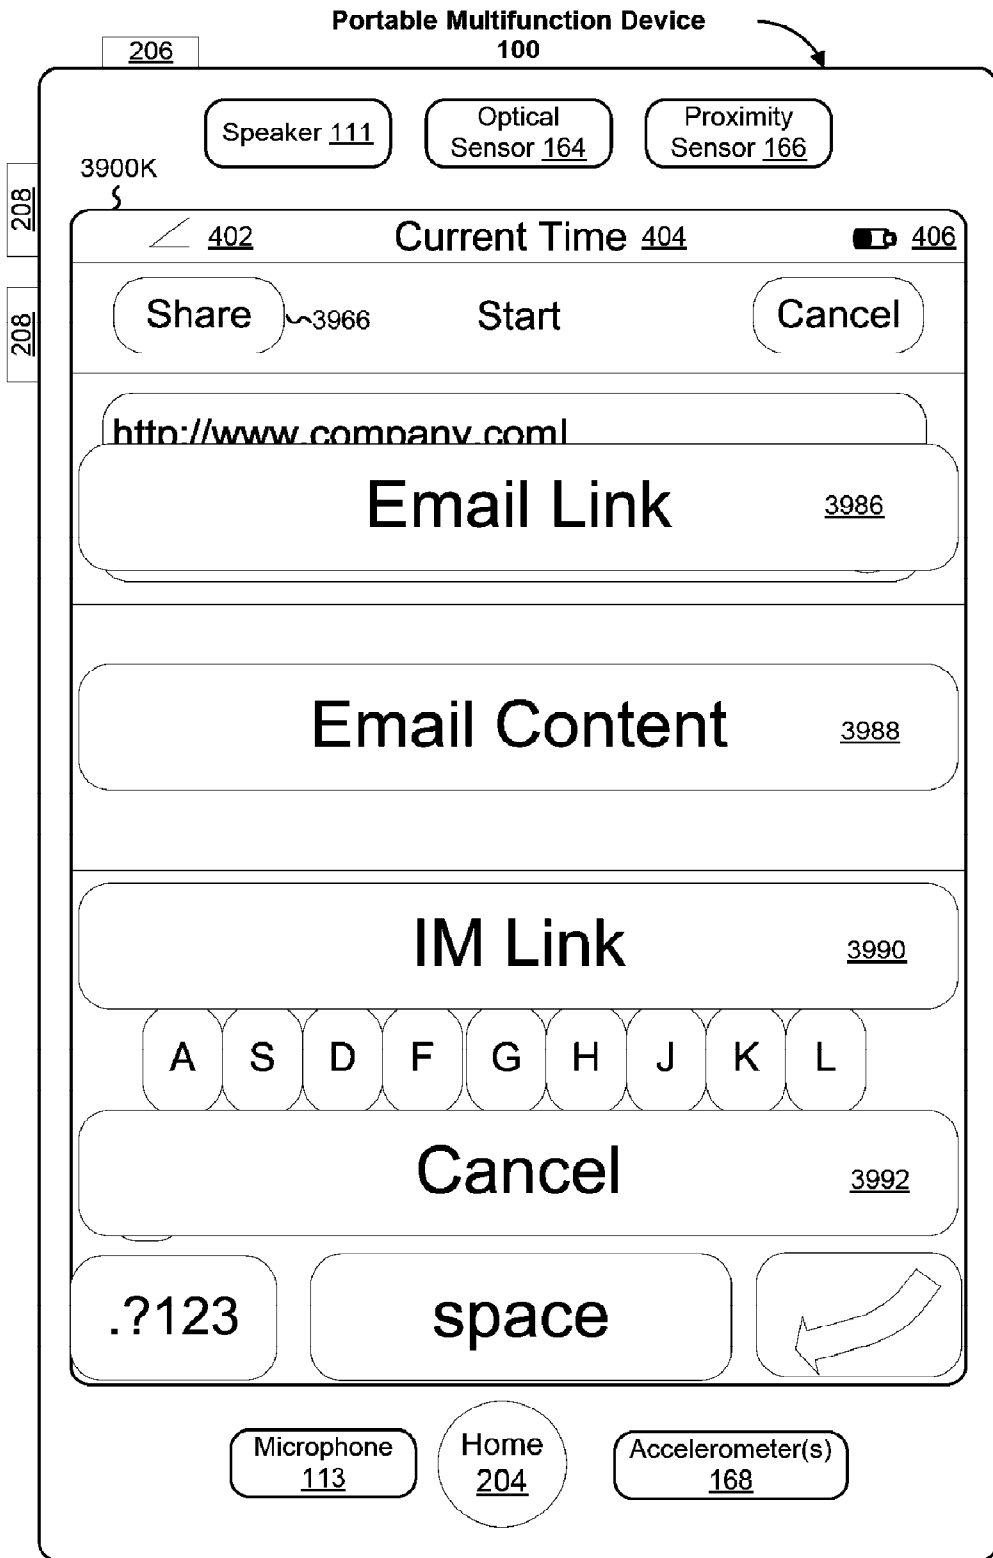 Portable Multifunction Device
100
206
Speaker 111
Optical
Sensor 164
Proximity
Sensor 166
3900K
208
402
Current Time 404
406
Share
3966
Start
Cancel
208
http://www.company.com|
Email Link
3986
Email Content
3988
IM Link
3990
A S D F G H J K L
Cancel
3992
.?123
space
Microphone
113
Home
204
Accelerometer(s)
168